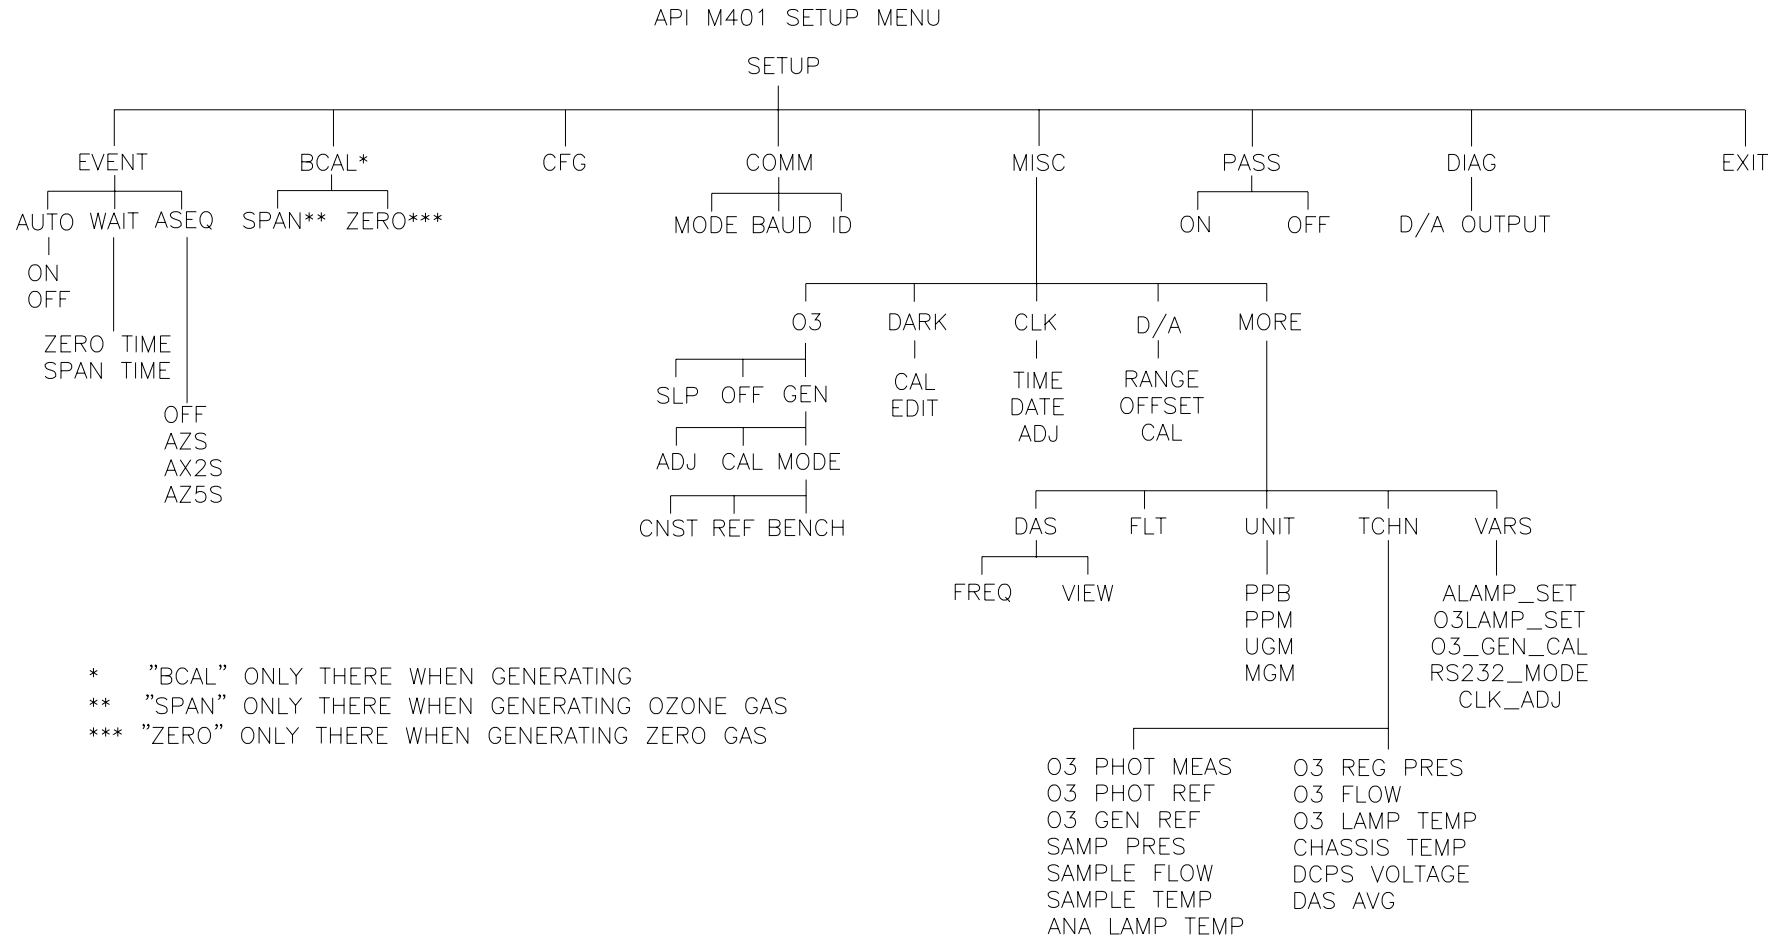 API M401 SETUP MENU
SETUP
EVENT BCAL* CFG COMM MISC PASS DIAG EXIT
AUTO WAIT ASEQ SPAN** ZERO*** MODE BAUD ID ON OFF D/A OUTPUT
ON
OFF
ZERO TIME
SPAN TIME
OFF
AZS
AX2S
AZ5S
O3 DARK CLK D/A MORE
SLP OFF GEN
ADJ CAL MODE
CNST REF BENCH
CAL
EDIT
TIME
DATE
ADJ
RANGE
OFFSET
CAL
DAS FLT UNIT TCHN VARS
FREQ VIEW
PPB
PPM
UGM
MGM
ALAMP_SET
O3LAMP_SET
O3_GEN_CAL
RS232_MODE
CLK_ADJ
* "BCAL" ONLY THERE WHEN GENERATING
** "SPAN" ONLY THERE WHEN GENERATING OZONE GAS
*** "ZERO" ONLY THERE WHEN GENERATING ZERO GAS
O3 PHOT MEAS
O3 PHOT REF
O3 GEN REF
SAMP PRES
SAMPLE FLOW
SAMPLE TEMP
ANA LAMP TEMP
O3 REG PRES
O3 FLOW
O3 LAMP TEMP
CHASSIS TEMP
DCPS VOLTAGE
DAS AVG